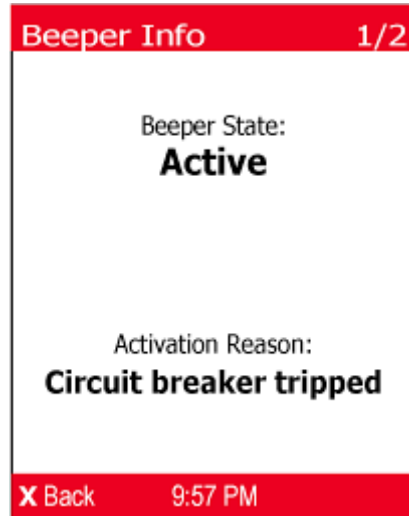 Beeper Info 1/2
Beeper State:
Active
Activation Reason:
Circuit breaker tripped
X Back 9:57 PM